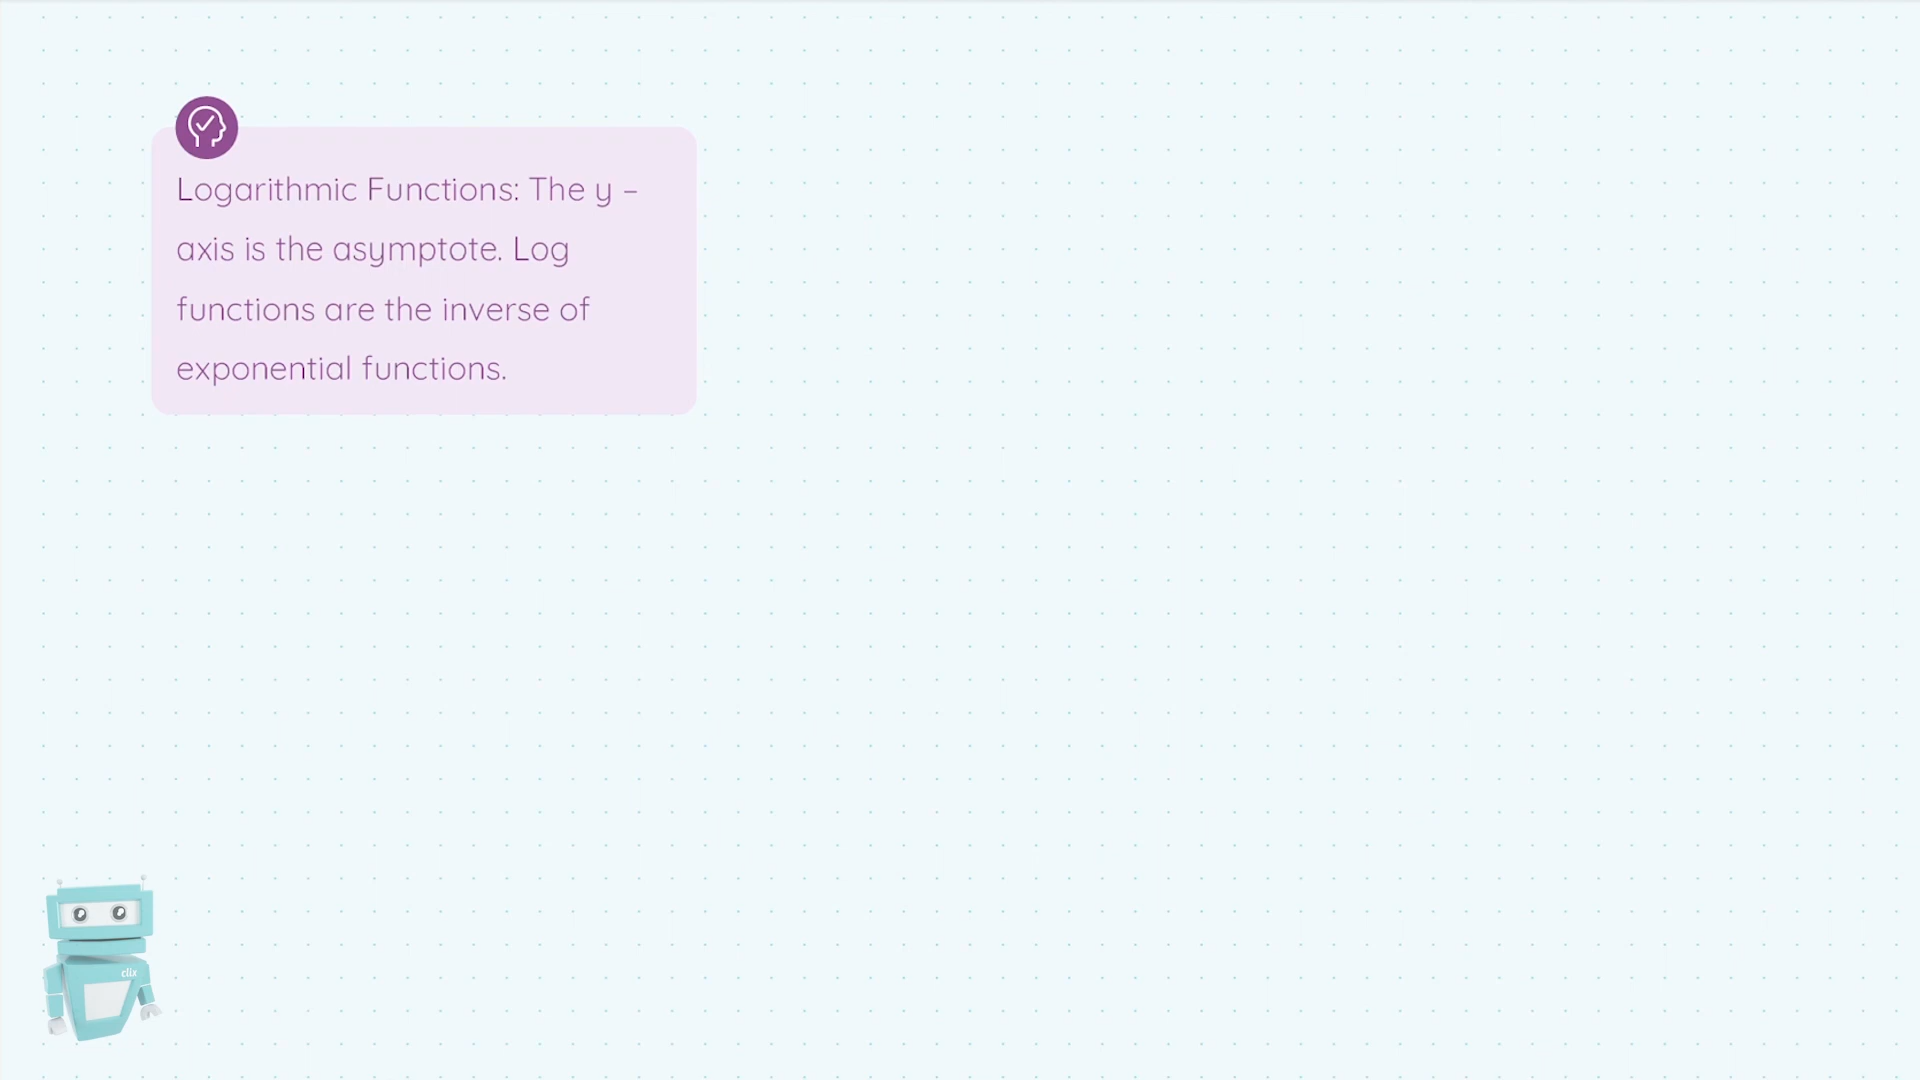 Logarithmic Functions: The y –
axis is the asymptote. Log
functions are the inverse of
exponential functions.
clix